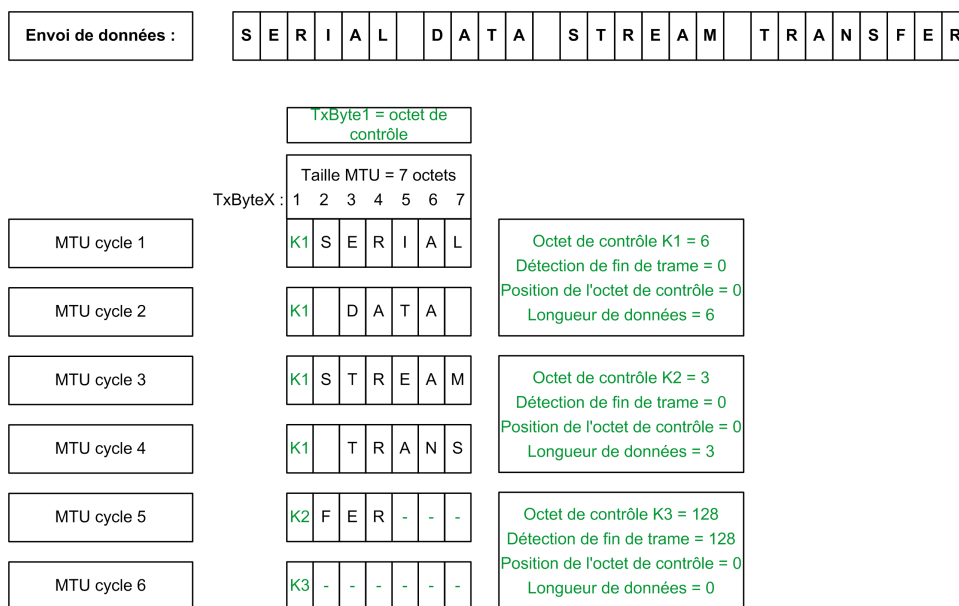 Envoi de données : S E R I A L D A T A S T R E A M T R A N S F E R
TxByte1 = octet de
contrôle
Taille MTU = 7 octets
TxByteX : 1 2 3 4 5 6 7
MTU cycle 1 K1 S E R I A L
Octet de contrôle K1 = 6
Détection de fin de trame = 0
Position de l'octet de contrôle = 0
Longueur de données = 6
MTU cycle 2 K1 D A T A
MTU cycle 3 K1 S T R E A M
Octet de contrôle K2 = 3
Détection de fin de trame = 0
Position de l'octet de contrôle = 0
Longueur de données = 3
MTU cycle 4 K1 T R A N S
MTU cycle 5 K2 F E R - - -
Octet de contrôle K3 = 128
Détection de fin de trame = 128
Position de l'octet de contrôle = 0
Longueur de données = 0
MTU cycle 6 K3 - - - - - -